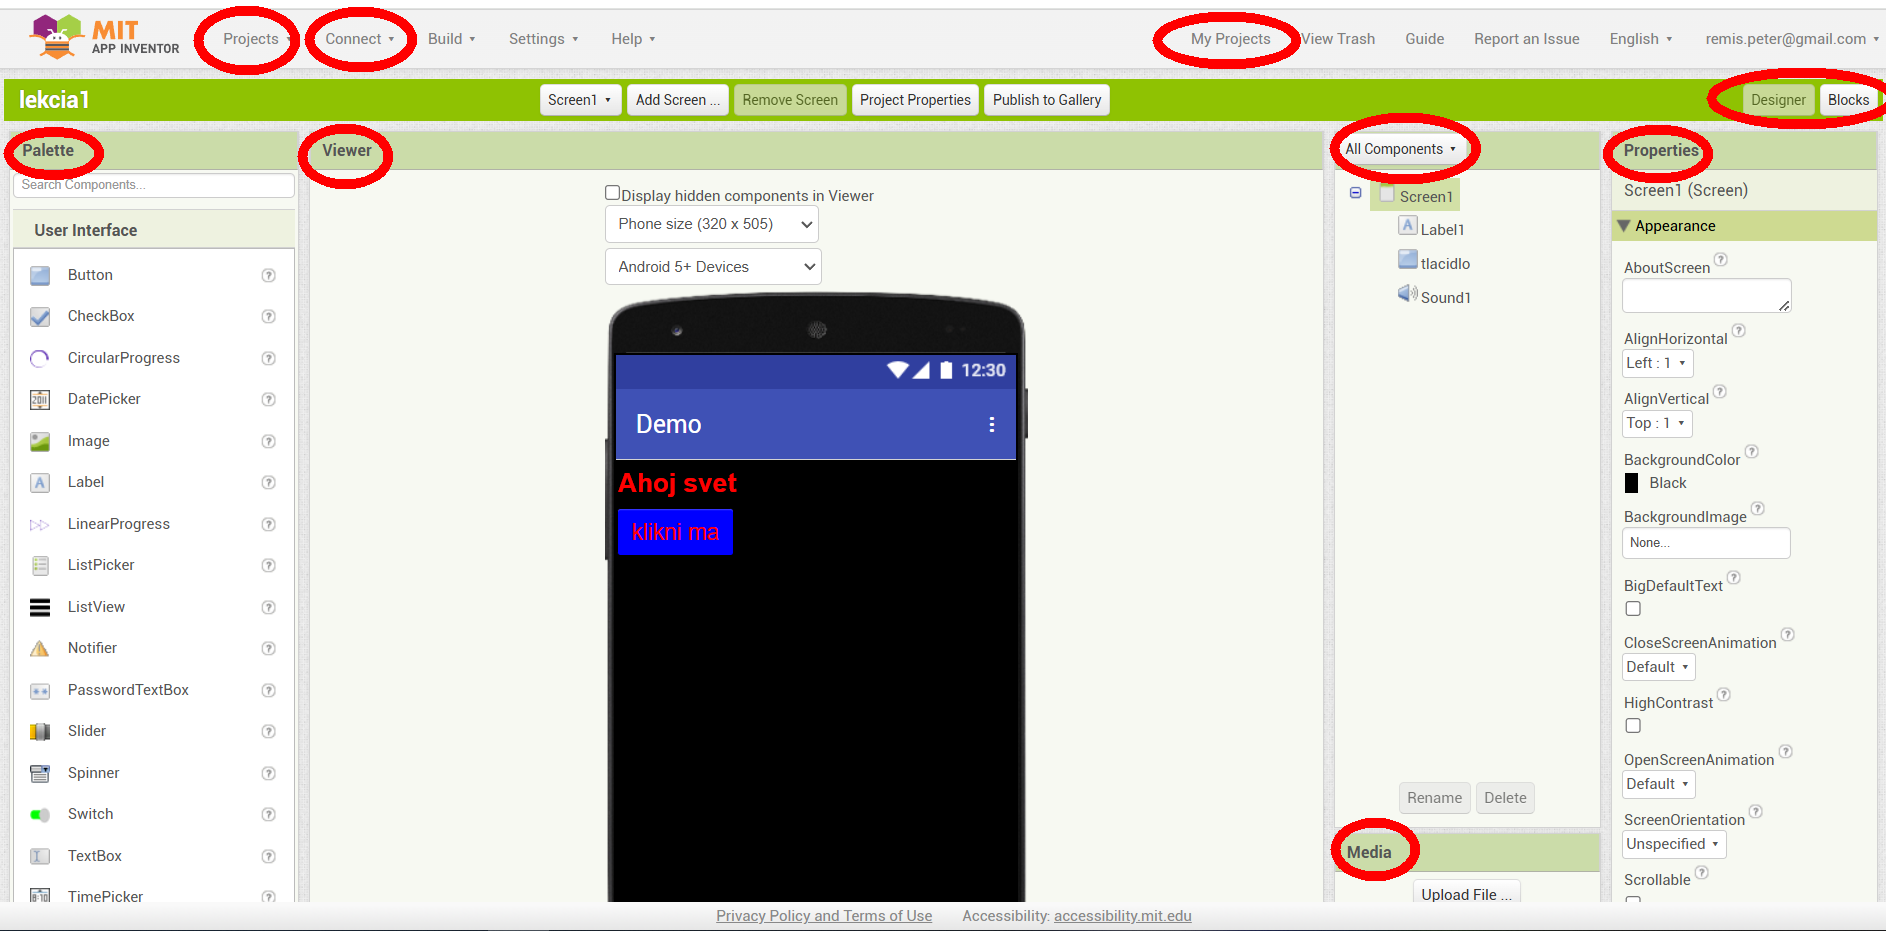 MIT
APP INVENTOR
Projects
Connect
Build
Settings
Help
My Projects
View Trash
Guide
Report an Issue
English
remis.peter@gmail.com
lekcia1
Screen1
Add Screen ...
Remove Screen
Project Properties
Publish to Gallery
Designer
Blocks
Palette
Search Components...
User Interface
Button
CheckBox
CircularProgress
DatePicker
Image
Label
LinearProgress
ListPicker
ListView
Notifier
PasswordTextBox
Slider
Spinner
Switch
TextBox
TimePicker
Viewer
Display hidden components in Viewer
Phone size (320 x 505)
Android 5+ Devices
12:30
Demo
Ahoj svet
klikni ma
All Components
Screen1
Label1
tlacidlo
Sound1
Rename
Delete
Media
Upload File ...
Properties
Screen1 (Screen)
Appearance
AboutScreen
AlignHorizontal
Left : 1
AlignVertical
Top : 1
BackgroundColor
Black
BackgroundImage
None...
BigDefaultText
CloseScreenAnimation
Default
HighContrast
OpenScreenAnimation
Default
ScreenOrientation
Unspecified
Scrollable
Privacy Policy and Terms of Use
Accessibility: accessibility.mit.edu